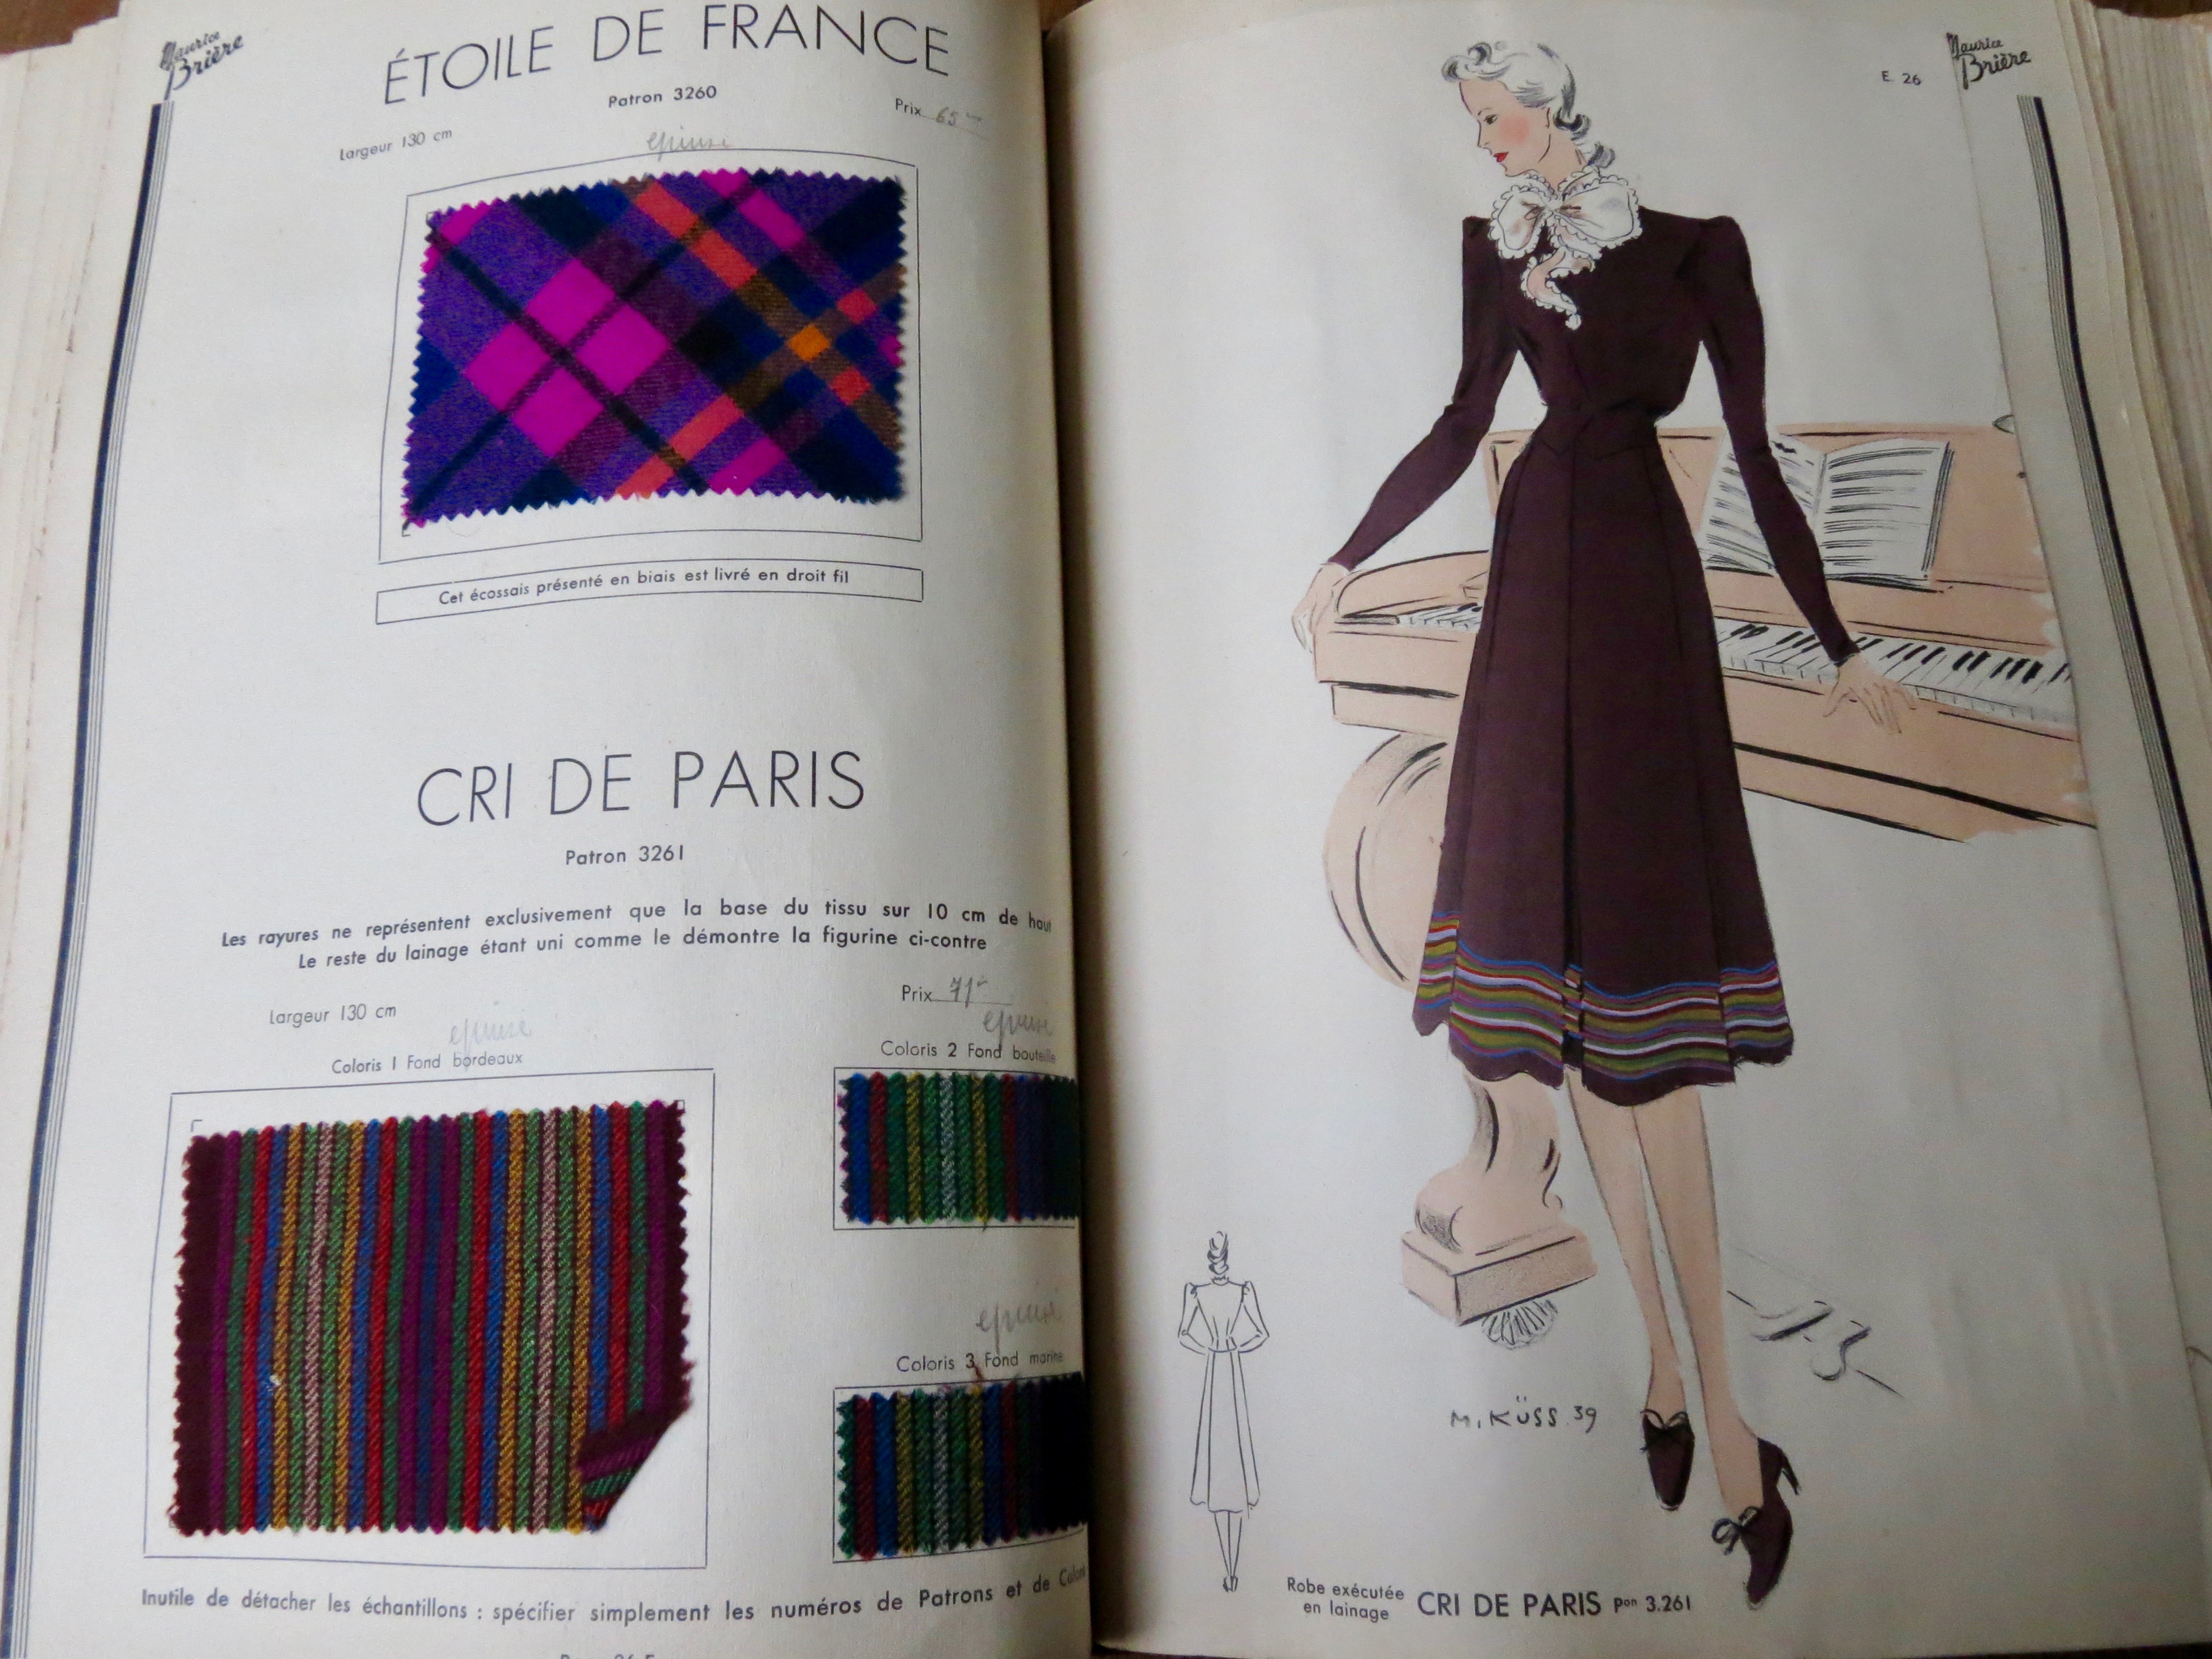 Maurice
Brière
ÉTOILE DE FRANCE
Patron 3260
Prix 65
Largeur 130 cm
épuisé
Cet écossais présenté en biais est livré en droit fil
CRI DE PARIS
Patron 3261
Les rayures ne représentent exclusivement que la base du tissu sur 10 cm de haut
Le reste du lainage étant uni comme le démontre la figurine ci-contre
Prix 71
Largeur 130 cm
épuisé
épuisé
Coloris 1 Fond bordeaux
Coloris 2 Fond bouteille
épuisé
Coloris 3 Fond marine
Inutile de détacher les échantillons : spécifier simplement les numéros de Patrons et de
Maurice
Brière
E. 26
M. KÜSS 39
Robe exécutée
en lainage
CRI DE PARIS Pon 3.261